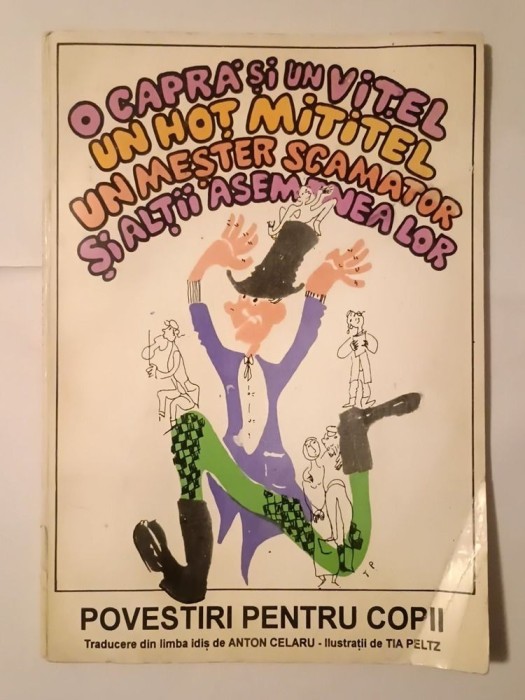 O CAPRĂ ȘI UN VIȚEL
UN HOȚ MITITEL
UN MEȘTER SCAMATOR
ȘI ALȚII ASEMENEA LOR
T P.
POVESTIRI PENTRU COPII
Traducere din limba idiș de ANTON CELARU - Ilustrații de TIA PELTZ